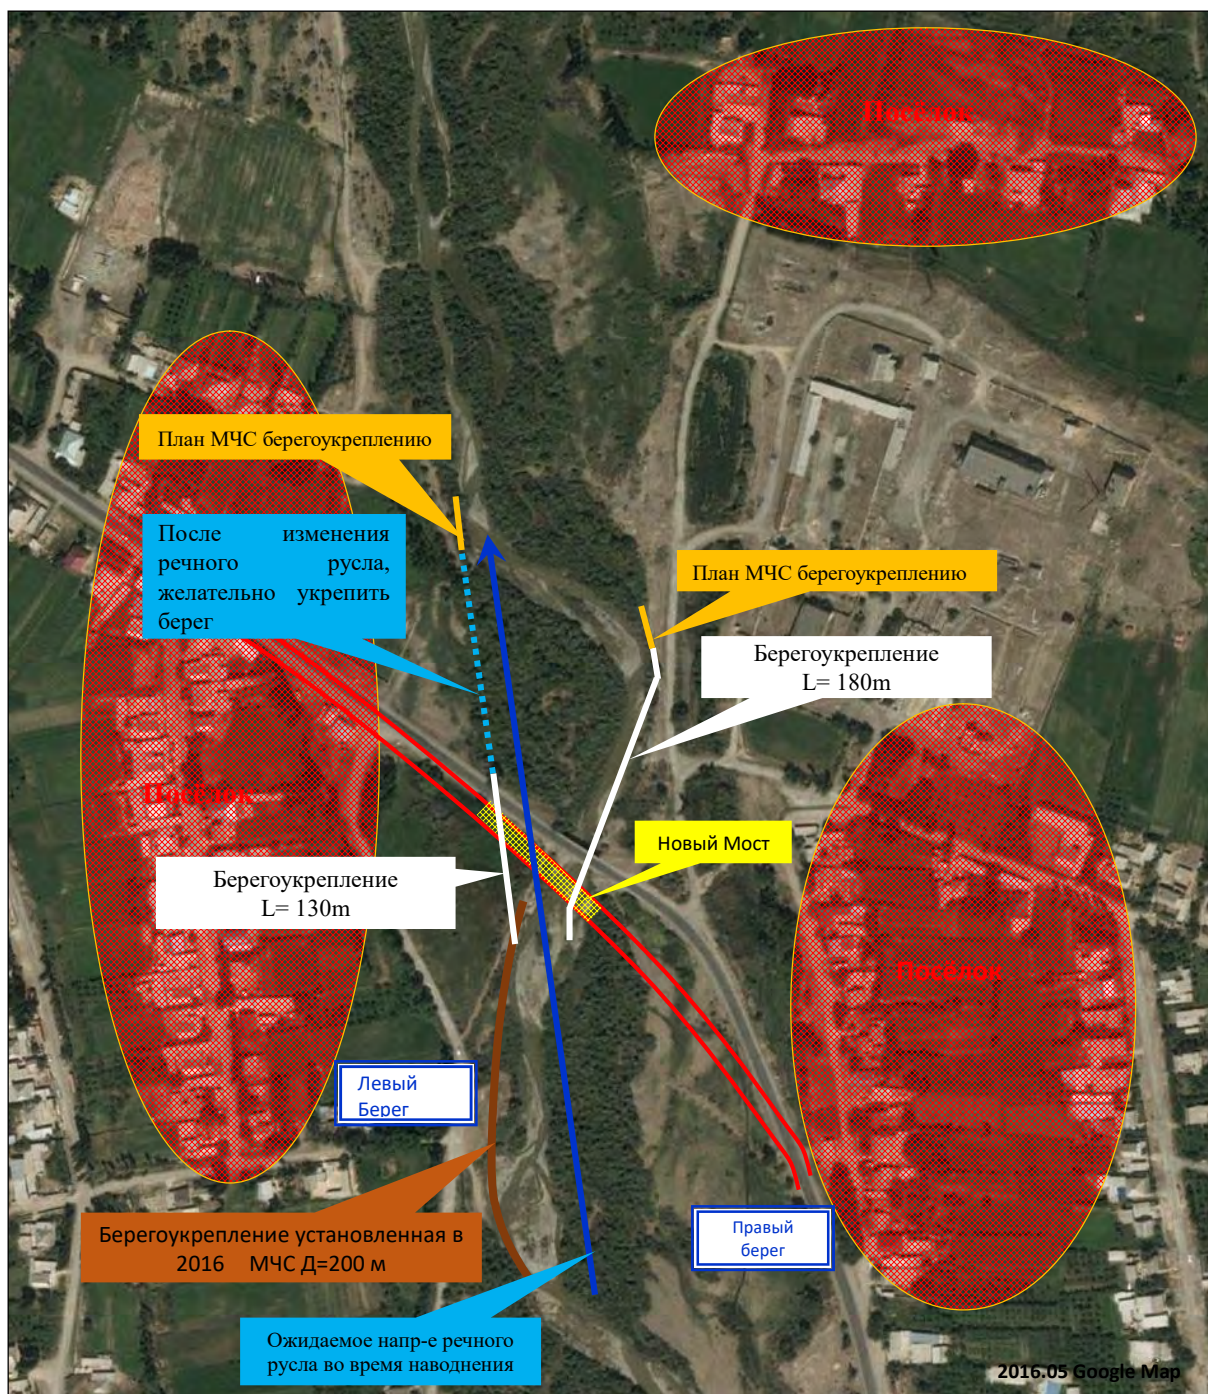 Посёлок
План МЧС берегоукреплению
После изменения
речного русла,
желательно укрепить
берег
План МЧС берегоукреплению
Берегоукрепление
L= 180m
Посёлок
Новый Мост
Берегоукрепление
L= 130m
Посёлок
Левый
Берег
Берегоукрепление установленная в
2016 МЧС Д=200 м
Правый
берег
Ожидаемое напр-е речного
русла во время наводнения
2016.05 Google Map